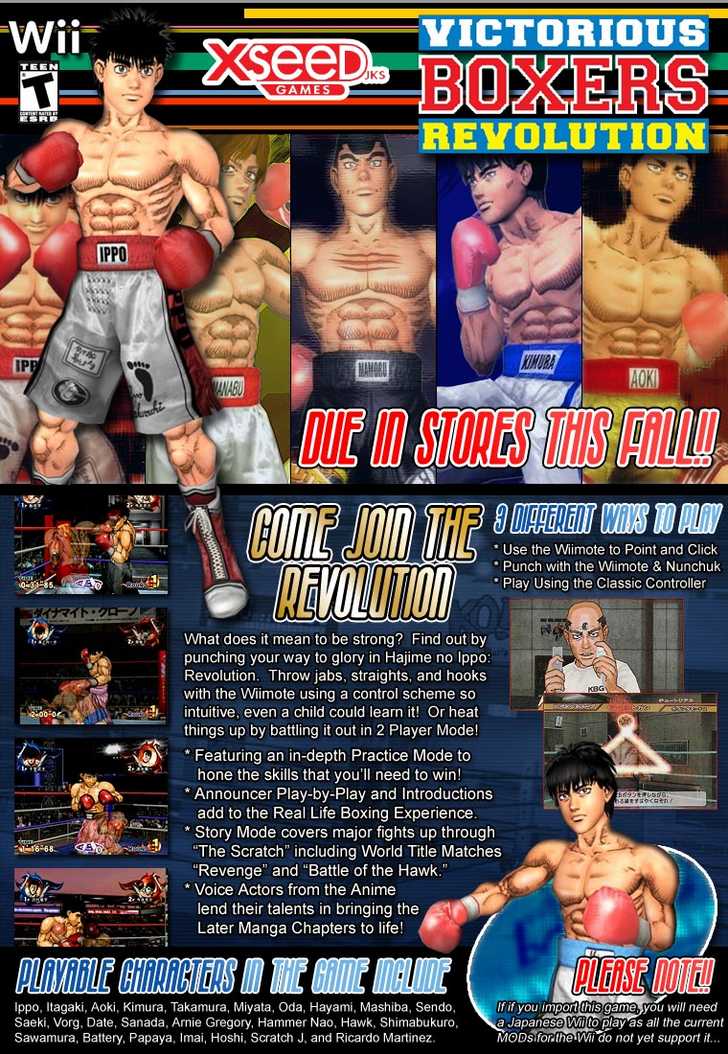 Wii
TEEN
T
CONTENT RATED BY
ESRB
XSEED JKS
GAMES
VICTORIOUS
BOXERS
REVOLUTION
IPPO
IPP
MANABU
MAMORU
KIMURA
AOKI
DUE IN STORES THIS FALL!!
COME JOIN THE
REVOLUTION
3 DIFFERENT WAYS TO PLAY
* Use the Wiimote to Point and Click
* Punch with the Wiimote & Nunchuk
* Play Using the Classic Controller
KBG
What does it mean to be strong? Find out by
punching your way to glory in Hajime no Ippo:
Revolution. Throw jabs, straights, and hooks
with the Wiimote using a control scheme so
intuitive, even a child could learn it! Or heat
things up by battling it out in 2 Player Mode!
* Featuring an in-depth Practice Mode to
hone the skills that you'll need to win!
* Announcer Play-by-Play and Introductions
add to the Real Life Boxing Experience.
* Story Mode covers major fights up through
"The Scratch" including World Title Matches
"Revenge" and "Battle of the Hawk."
* Voice Actors from the Anime
lend their talents in bringing the
Later Manga Chapters to life!
PLAYABLE CHARACTERS IN THE GAME INCLUDE
Ippo, Itagaki, Aoki, Kimura, Takamura, Miyata, Oda, Hayami, Mashiba, Sendo,
Saeki, Vorg, Date, Sanada, Arnie Gregory, Hammer Nao, Hawk, Shimabukuro,
Sawamura, Battery, Papaya, Imai, Hoshi, Scratch J, and Ricardo Martinez.
PLEASE NOTE!!
If if you import this game, you will need
a Japanese Wii to play as all the current
MODs for the Wii do not yet support it...